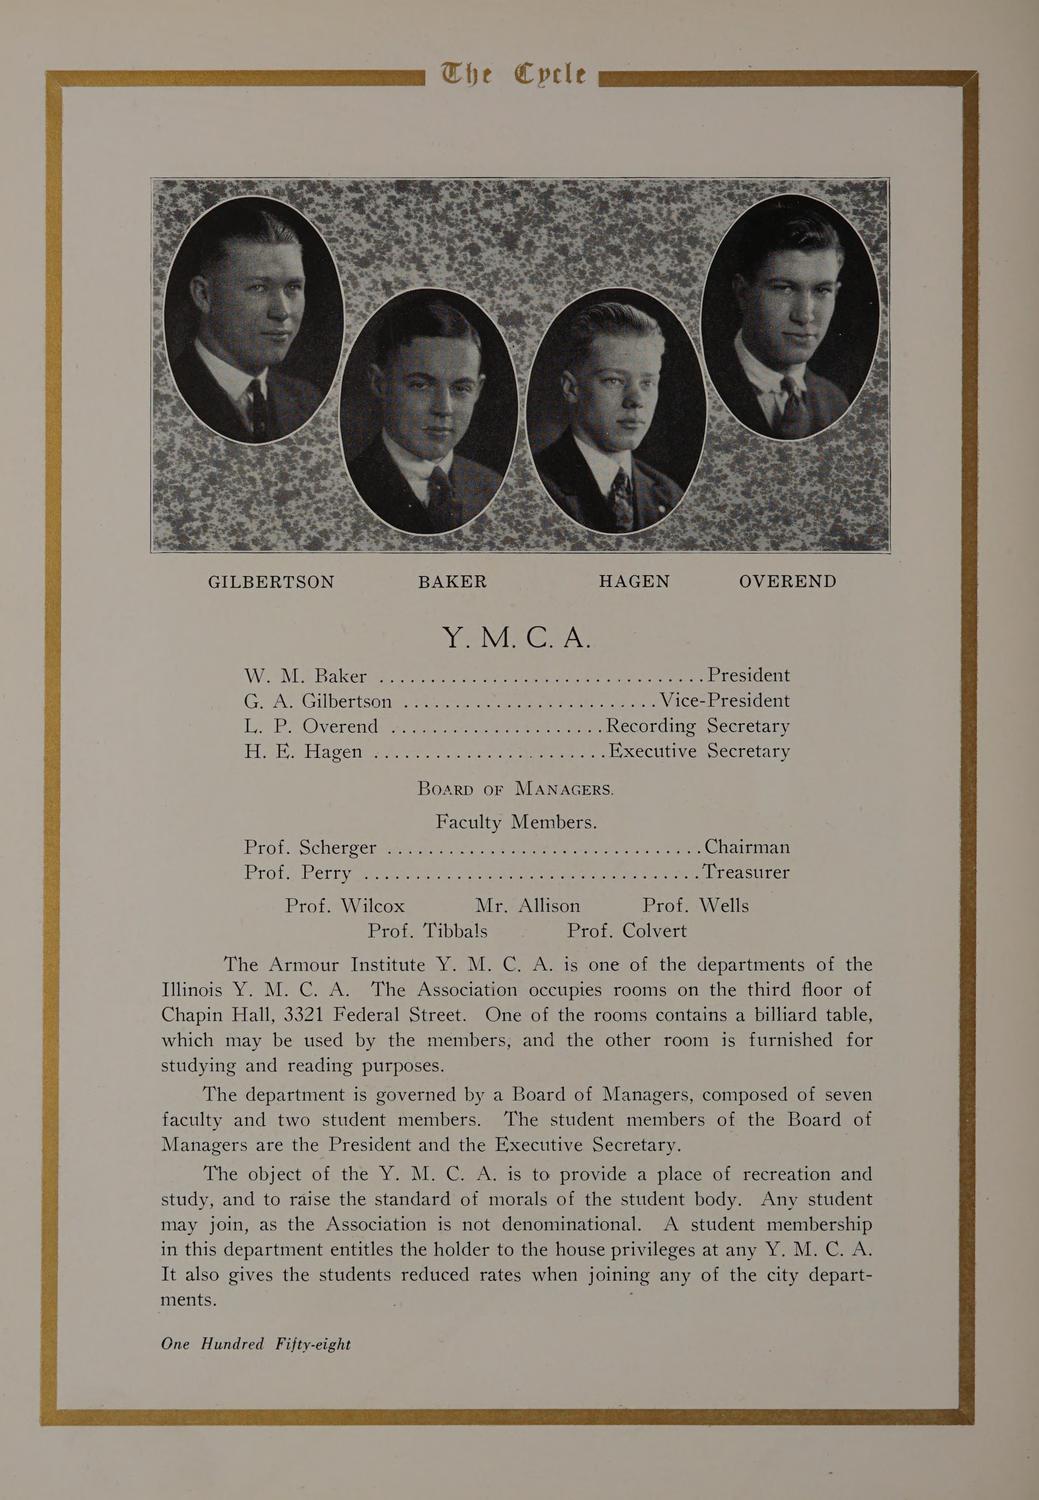 The Cycle
GILBERTSON BAKER HAGEN OVEREND
Y. M. C. A.
W. M. Baker ................................ President
G. A. Gilbertson ......................... Vice-President
L. P. Overend ..................... Recording Secretary
H. E. Hagen ....................... Executive Secretary
BOARD OF MANAGERS.
Faculty Members.
Prof. Scherger ............................... Chairman
Prof. Perry ................................. Treasurer
Prof. Wilcox Mr. Allison Prof. Wells
Prof. Tibbals Prof. Colvert
The Armour Institute Y. M. C. A. is one of the departments of the
Illinois Y. M. C. A. The Association occupies rooms on the third floor of
Chapin Hall, 3321 Federal Street. One of the rooms contains a billiard table,
which may be used by the members, and the other room is furnished for
studying and reading purposes.
The department is governed by a Board of Managers, composed of seven
faculty and two student members. The student members of the Board of
Managers are the President and the Executive Secretary.
The object of the Y. M. C. A. is to provide a place of recreation and
study, and to raise the standard of morals of the student body. Any student
may join, as the Association is not denominational. A student membership
in this department entitles the holder to the house privileges at any Y. M. C. A.
It also gives the students reduced rates when joining any of the city depart-
ments.
One Hundred Fifty-eight